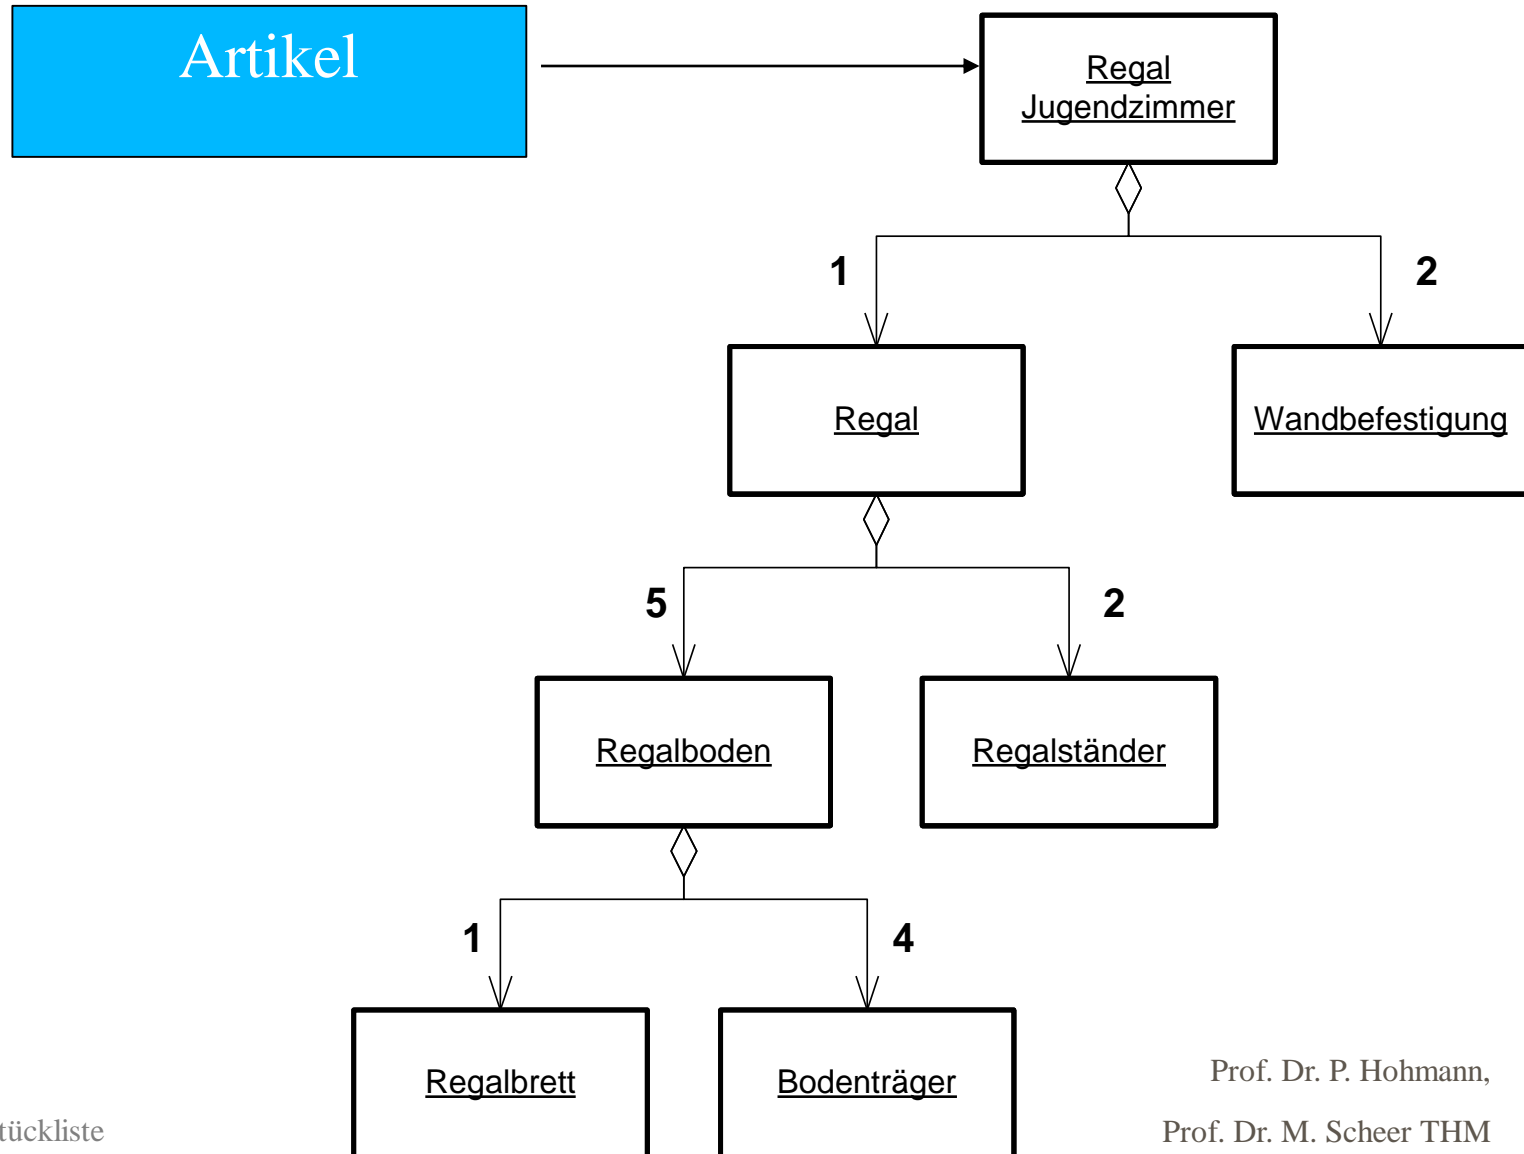 Artikel
Regal
Jugendzimmer
1
2
Regal
Wandbefestigung
5
2
Regalboden
Regalständer
1
4
Regalbrett
Bodenträger
Prof. Dr. P. Hohmann,
tückliste
Prof. Dr. M. Scheer THM